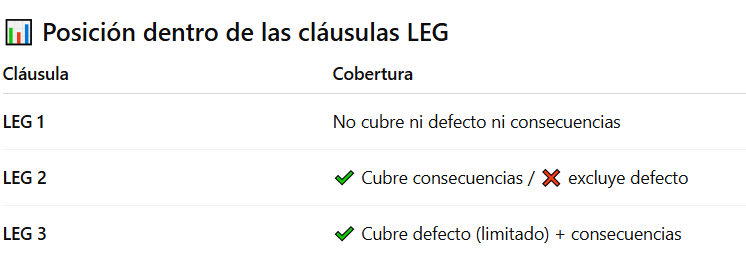 📊 Posición dentro de las cláusulas LEG
Cláusula Cobertura
LEG 1 No cubre ni defecto ni consecuencias
LEG 2 ✔ Cubre consecuencias / ❌ excluye defecto
LEG 3 ✔ Cubre defecto (limitado) + consecuencias